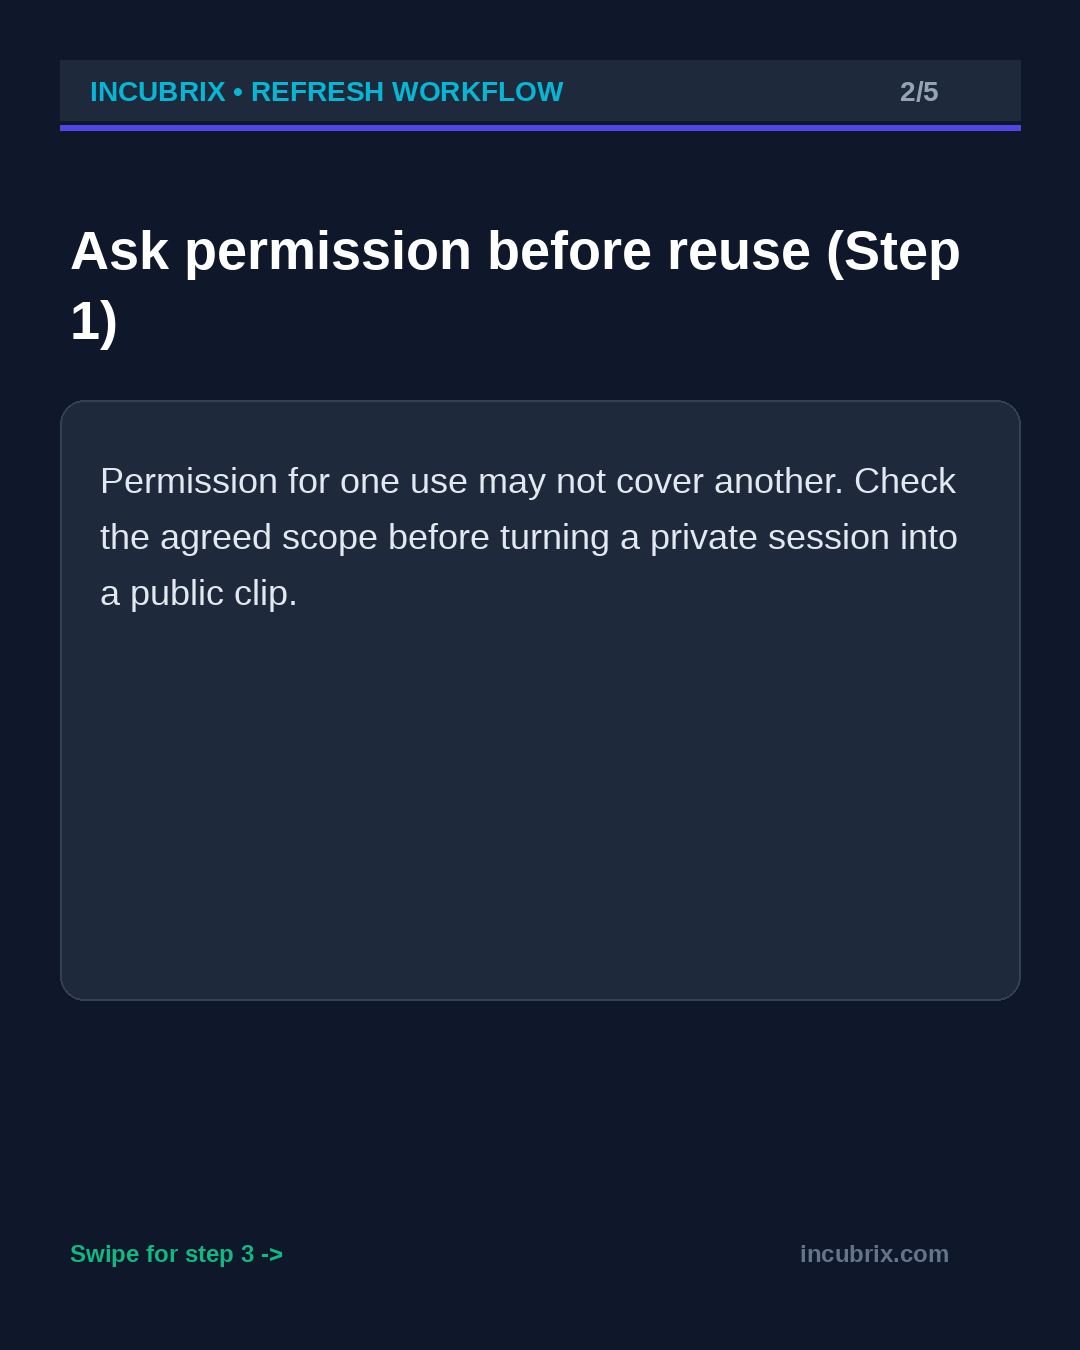 INCUBRIX • REFRESH WORKFLOW 2/5
Ask permission before reuse (Step
1)
Permission for one use may not cover another. Check
the agreed scope before turning a private session into
a public clip.
Swipe for step 3 -> incubrix.com